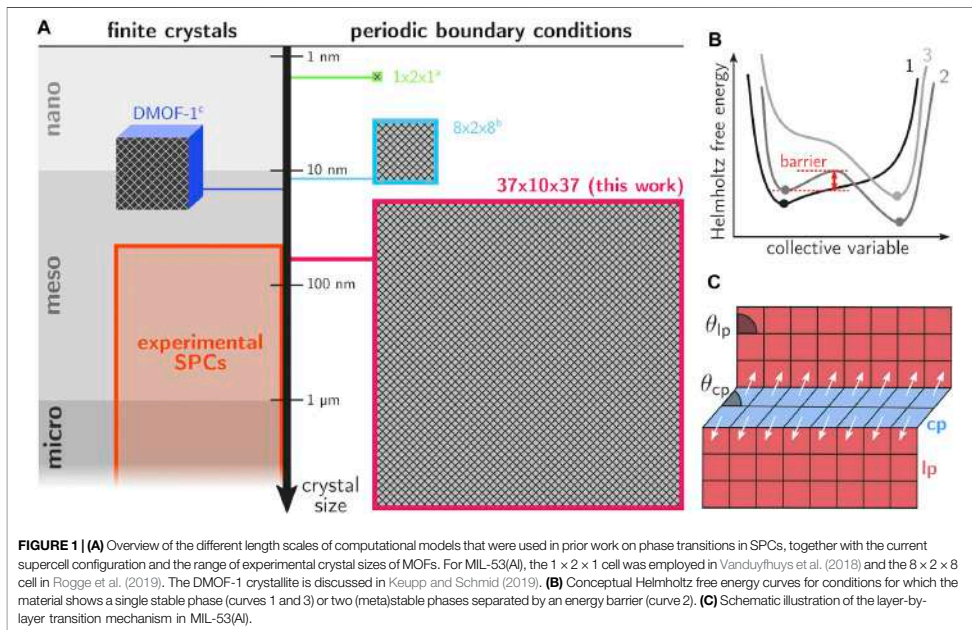 A
finite crystals
periodic boundary conditions
nano
meso
micro
1 nm
10 nm
100 nm
1 μm
crystal
size
DMOF-1ᶜ
experimental
SPCs
1x2x1ᵃ
8x2x8ᵇ
37x10x37 (this work)
B
Helmholtz free energy
collective variable
barrier
1
3
2
C
θlp
θcp
cp
lp
FIGURE 1 | (A) Overview of the different length scales of computational models that were used in prior work on phase transitions in SPCs, together with the current
supercell configuration and the range of experimental crystal sizes of MOFs. For MIL-53(Al), the 1 × 2 × 1 cell was employed in Vanduyfhuys et al. (2018) and the 8 × 2 × 8
cell in Rogge et al. (2019). The DMOF-1 crystallite is discussed in Keupp and Schmid (2019). (B) Conceptual Helmholtz free energy curves for conditions for which the
material shows a single stable phase (curves 1 and 3) or two (meta)stable phases separated by an energy barrier (curve 2). (C) Schematic illustration of the layer-by-
layer transition mechanism in MIL-53(Al).